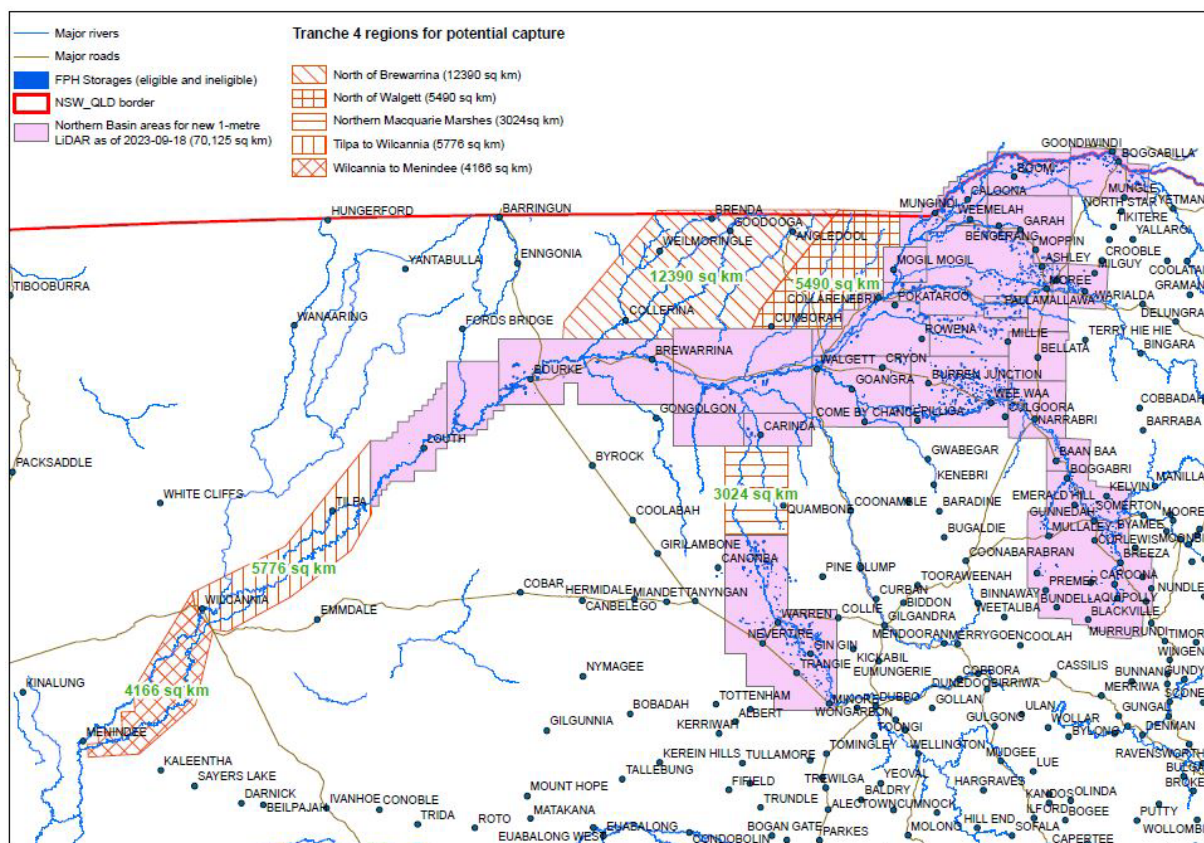 Major rivers
Major roads
FPH Storages (eligible and ineligible)
NSW_QLD border
Northern Basin areas for new 1-metre
LiDAR as of 2023-09-18 (70,125 sq km)
Tranche 4 regions for potential capture
North of Brewarrina (12390 sq km)
North of Walgett (5490 sq km)
Northern Macquarie Marshes (3024sq km)
Tilpa to Wilcannia (5776 sq km)
Wilcannia to Menindee (4166 sq km)
GOONDIWINDI
BOGGABILLA
BOOMI
MUNGLE
CALOONA
NORTH STAR
YETMAN
HUNGERFORD
BARRINGUN
BRENDA
MUNGINDI
WEEMELAH
TIKITERE
GOODOOGA
GARAH
YALLAROI
ANGLEDOOL
BENGERANG
WEILMORINGLE
MOPPIN
CROOBLE
ENNGONIA
YANTABULLA
12390 sq km
5490 sq km
MOGIL MOGIL
ASHLEY
MILGUY
COOLATAI
TIBOOBURRA
MOREE
GRAMAN
COLLARENEBRI
POKATAROO
PALLAMALLAWA
WARIALDA
WANAARING
FORDS BRIDGE
COLLERINA
CUMBORAH
ROWENA
MILLIE
TERRY HIE HIE
DELUNGRA
BELLATA
BINGARA
BREWARRINA
WALGETT
CRYON
BOURKE
GOANGRA
BURREN JUNCTION
WEE WAA
COBBADAH
GONGOLGON
COME BY CHANCE
PILLIGA
CULGOORA
NARRABRI
BARRABA
CARINDA
LOUTH
BYROCK
GWABEGAR
BAAN BAA
PACKSADDLE
BOGGABRI
KENEBRI
KELVIN
MANILLA
WHITE CLIFFS
TILPA
3024 sq km
QUAMBONE
COONAMBLE
BARADINE
EMERALD HILL
SOMERTON
GUNNEDAH
COOLABAH
BUGALDIE
MULLALEY
BYAMEE
CURLEWIS
GIRILAMBONE
CANONBA
COONABARABRAN
BREEZA
5776 sq km
PINE CLUMP
TOORAWEENAH
PREMER
CAROONA
NUNDLE
COBAR
HERMIDALE
MIANDETTA
NYNGAN
CURBAN
BINNAWAY
BUNDELLA
QUIPOLLY
WILCANNIA
EMMDALE
CANBELEGO
BIDDON
WEETALIBA
BLACKVILLE
WARREN
COLLIE
GILGANDRA
MURRURUNDI
NEVERTIRE
MENDOORAN
MERRYGOEN
COOLAH
GIN GIN
WINGEN
NYMAGEE
TRANGIE
KICKABIL
EUMUNGERIE
COBBORA
CASSILIS
BUNNAN
KINALUNG
4166 sq km
DUNEDOO
BIRRIWA
MERRIWA
BOBADAH
TOTTENHAM
ALBERT
MINORE
DUBBO
WONGARBON
GOLLAN
ULAN
GUNGAL
MENINDEE
GILGUNNIA
KERRIWAH
TOONGI
GULGONG
WOLLAR
BYLONG
DENMAN
KALEENTHA
KEREIN HILLS
TULLAMORE
TOMINGLEY
WELLINGTON
MUDGEE
RAVENSWORTH
SAYERS LAKE
TALLEBUNG
LUE
DARNICK
MOUNT HOPE
FIFIELD
TREWILGA
YEOVAL
HARGRAVES
BEILPAJAH
IVANHOE
CONOBLE
BALDRY
KANDOS
OLINDA
TRIDA
MATAKANA
TRUNDLE
ALECTOWN
CUMNOCK
ILFORD
BOGEE
PUTTY
ROTO
EUABALONG
HILL END
EUABALONG WEST
CONDOBOLIN
BOGAN GATE
PARKES
MOLONG
SOFALA
CAPERTEE